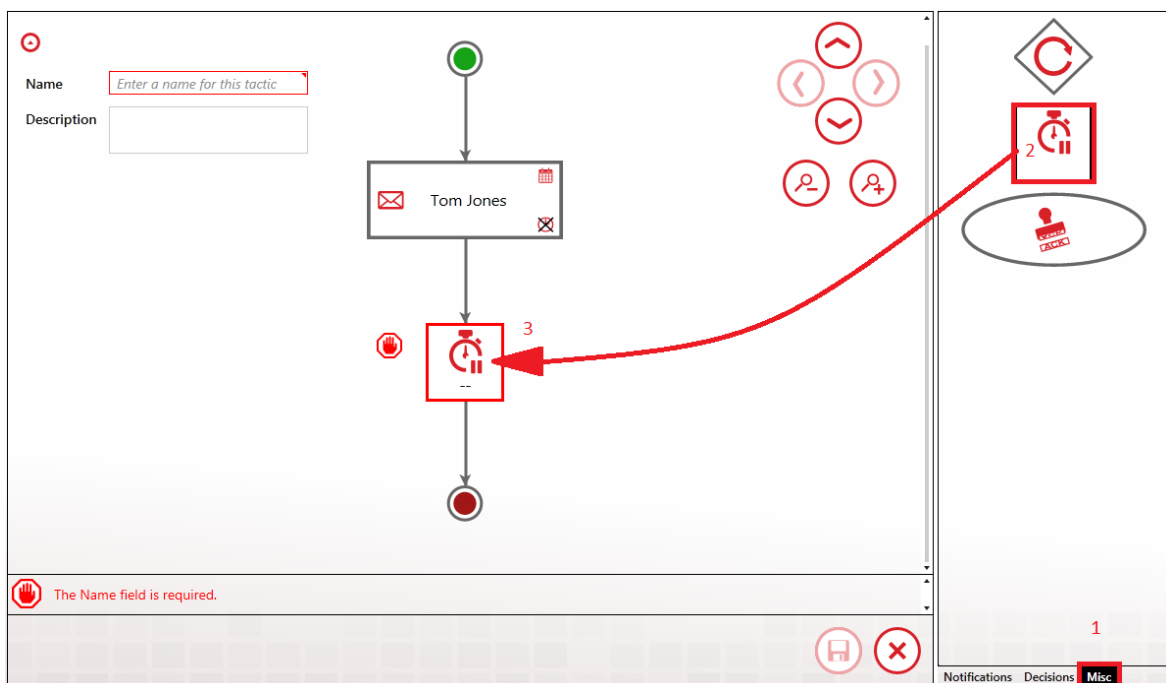 Name
Enter a name for this tactic
Description
Tom Jones
2
ACK
3
--
The Name field is required.
1
Notifications Decisions Misc